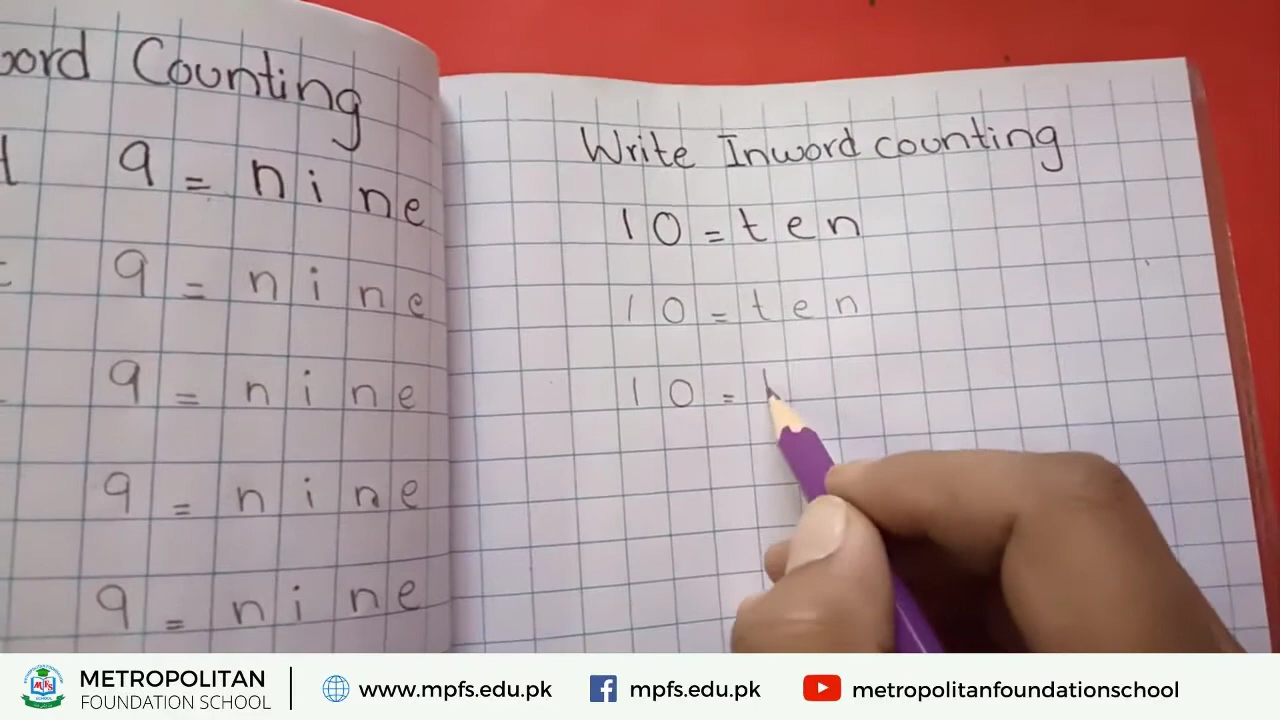 Counting
9 = nine
9 = nine
9 = nine
9 = nine
9 = nine
Write Inword counting
10 = ten
10 = ten
10 =
METROPOLITAN
FOUNDATION SCHOOL
www.mpfs.edu.pk
mpfs.edu.pk
metropolitanfoundationschool